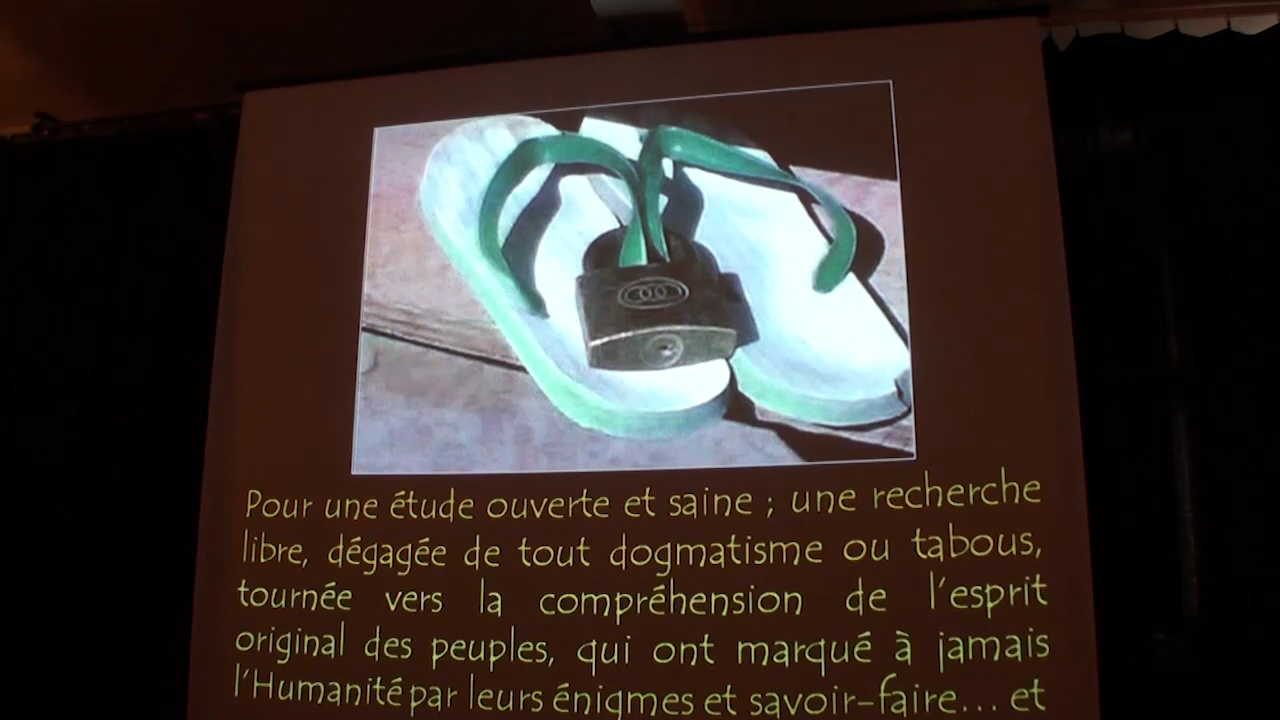 Pour une étude ouverte et saine ; une recherche
libre, dégagée de tout dogmatisme ou tabous,
tournée vers la compréhension de l'esprit
original des peuples, qui ont marqué à jamais
l'Humanité par leurs énigmes et savoir-faire... et